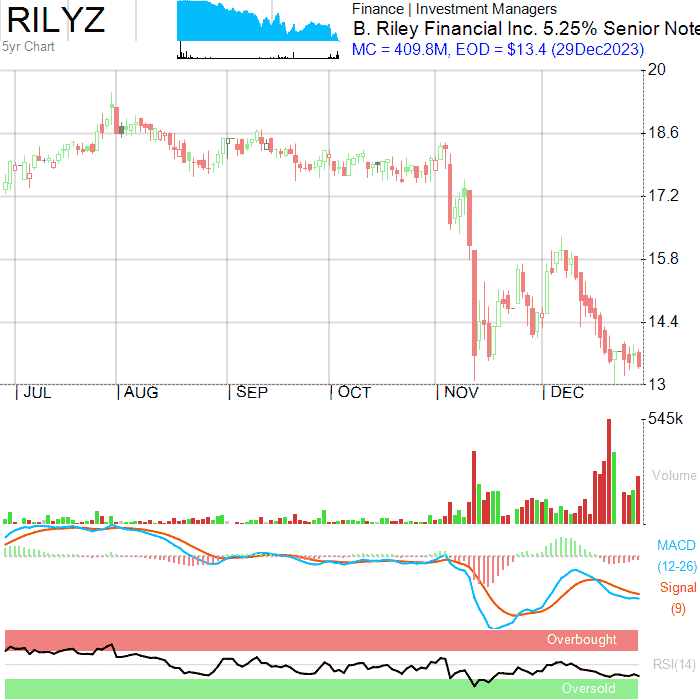 RILYZ
5yr Chart
Finance | Investment Managers
B. Riley Financial Inc. 5.25% Senior Note
MC = 409.8M, EOD = $13.4 (29Dec2023)
20
18.6
17.2
15.8
14.4
13
JUL AUG SEP OCT NOV DEC
545k
Volume
MACD
(12-26)
Signal
(9)
Overbought
RSI(14)
Oversold